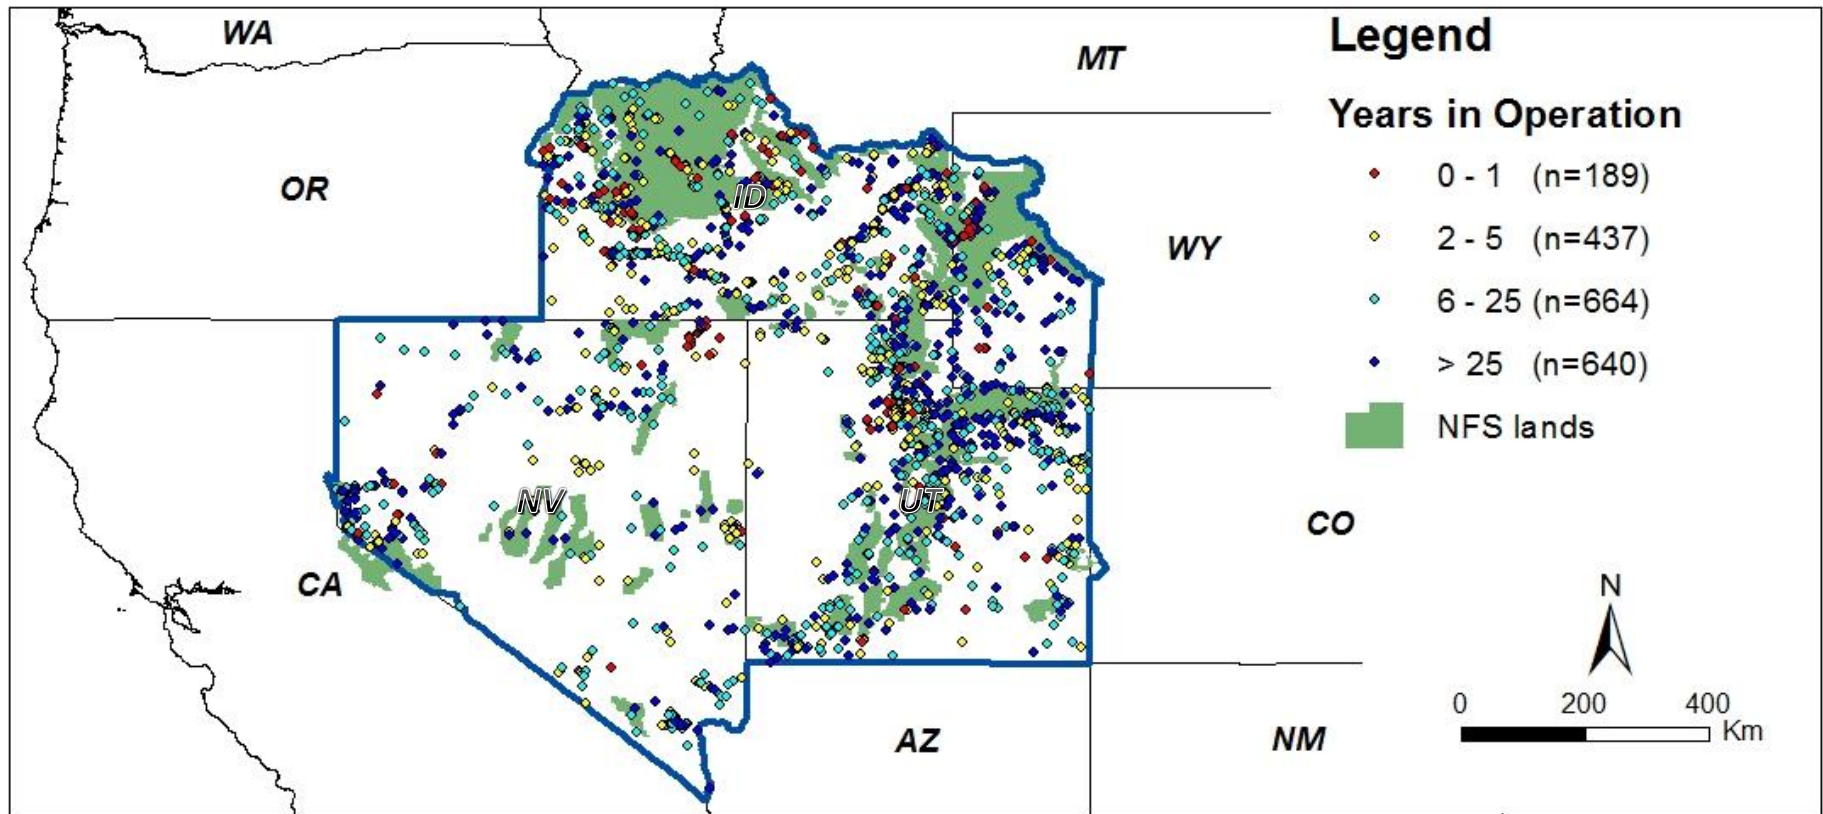 WA
MT
OR
ID
WY
NV
UT
CO
CA
AZ
NM
Legend
Years in Operation
0 - 1 (n=189)
2 - 5 (n=437)
6 - 25 (n=664)
> 25 (n=640)
NFS lands
N
0 200 400
Km